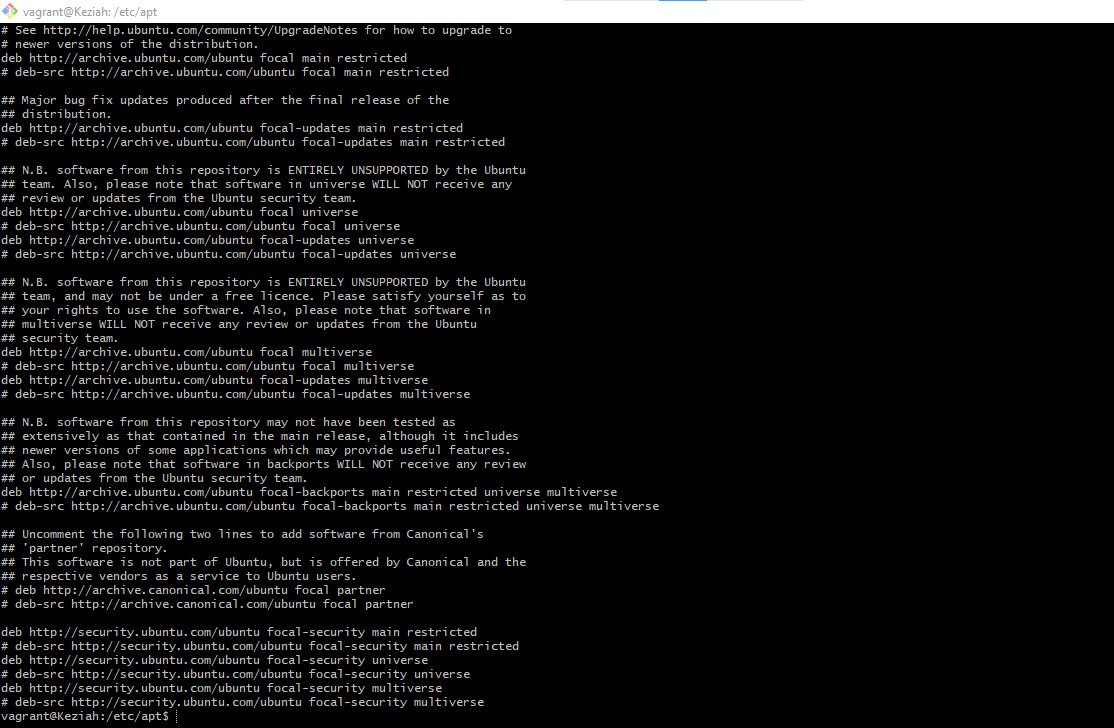 vagrant@Keziah: /etc/apt
# See http://help.ubuntu.com/community/UpgradeNotes for how to upgrade to
# newer versions of the distribution.
deb http://archive.ubuntu.com/ubuntu focal main restricted
# deb-src http://archive.ubuntu.com/ubuntu focal main restricted
## Major bug fix updates produced after the final release of the
## distribution.
deb http://archive.ubuntu.com/ubuntu focal-updates main restricted
# deb-src http://archive.ubuntu.com/ubuntu focal-updates main restricted
## N.B. software from this repository is ENTIRELY UNSUPPORTED by the Ubuntu
## team. Also, please note that software in universe WILL NOT receive any
## review or updates from the Ubuntu security team.
deb http://archive.ubuntu.com/ubuntu focal universe
# deb-src http://archive.ubuntu.com/ubuntu focal universe
deb http://archive.ubuntu.com/ubuntu focal-updates universe
# deb-src http://archive.ubuntu.com/ubuntu focal-updates universe
## N.B. software from this repository is ENTIRELY UNSUPPORTED by the Ubuntu
## team, and may not be under a free licence. Please satisfy yourself as to
## your rights to use the software. Also, please note that software in
## multiverse WILL NOT receive any review or updates from the Ubuntu
## security team.
deb http://archive.ubuntu.com/ubuntu focal multiverse
# deb-src http://archive.ubuntu.com/ubuntu focal multiverse
deb http://archive.ubuntu.com/ubuntu focal-updates multiverse
# deb-src http://archive.ubuntu.com/ubuntu focal-updates multiverse
## N.B. software from this repository may not have been tested as
## extensively as that contained in the main release, although it includes
## newer versions of some applications which may provide useful features.
## Also, please note that software in backports WILL NOT receive any review
## or updates from the Ubuntu security team.
deb http://archive.ubuntu.com/ubuntu focal-backports main restricted universe multiverse
# deb-src http://archive.ubuntu.com/ubuntu focal-backports main restricted universe multiverse
## Uncomment the following two lines to add software from Canonical's
## 'partner' repository.
## This software is not part of Ubuntu, but is offered by Canonical and the
## respective vendors as a service to Ubuntu users.
# deb http://archive.canonical.com/ubuntu focal partner
# deb-src http://archive.canonical.com/ubuntu focal partner
deb http://security.ubuntu.com/ubuntu focal-security main restricted
# deb-src http://security.ubuntu.com/ubuntu focal-security main restricted
deb http://security.ubuntu.com/ubuntu focal-security universe
# deb-src http://security.ubuntu.com/ubuntu focal-security universe
deb http://security.ubuntu.com/ubuntu focal-security multiverse
# deb-src http://security.ubuntu.com/ubuntu focal-security multiverse
vagrant@Keziah:/etc/apt$